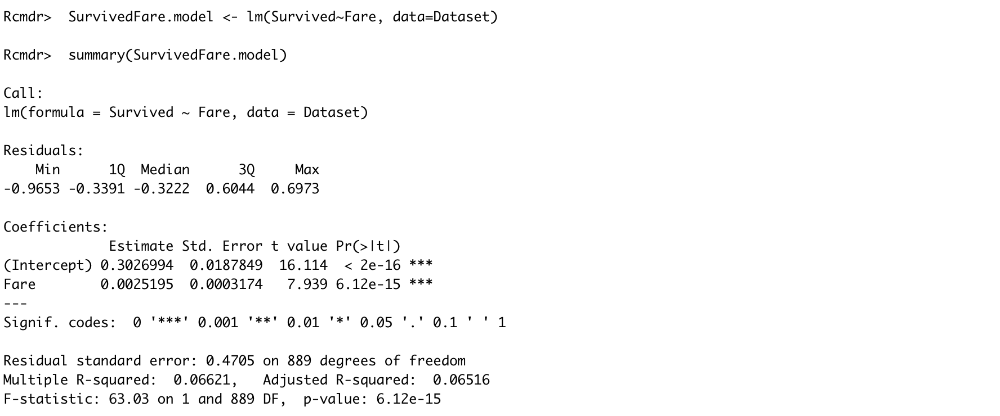 Rcmdr>  SurvivedFare.model <- lm(Survived~Fare, data=Dataset)
Rcmdr>  summary(SurvivedFare.model)
Call:
lm(formula = Survived ~ Fare, data = Dataset)
Residuals:
    Min      1Q  Median      3Q     Max
-0.9653 -0.3391 -0.3222  0.6044  0.6973
Coefficients:
             Estimate Std. Error t value Pr(>|t|)
(Intercept) 0.3026994  0.0187849  16.114  < 2e-16 ***
Fare        0.0025195  0.0003174   7.939 6.12e-15 ***
---
Signif. codes:  0 '***' 0.001 '**' 0.01 '*' 0.05 '.' 0.1 ' ' 1
Residual standard error: 0.4705 on 889 degrees of freedom
Multiple R-squared:  0.06621,   Adjusted R-squared:  0.06516
F-statistic: 63.03 on 1 and 889 DF,  p-value: 6.12e-15